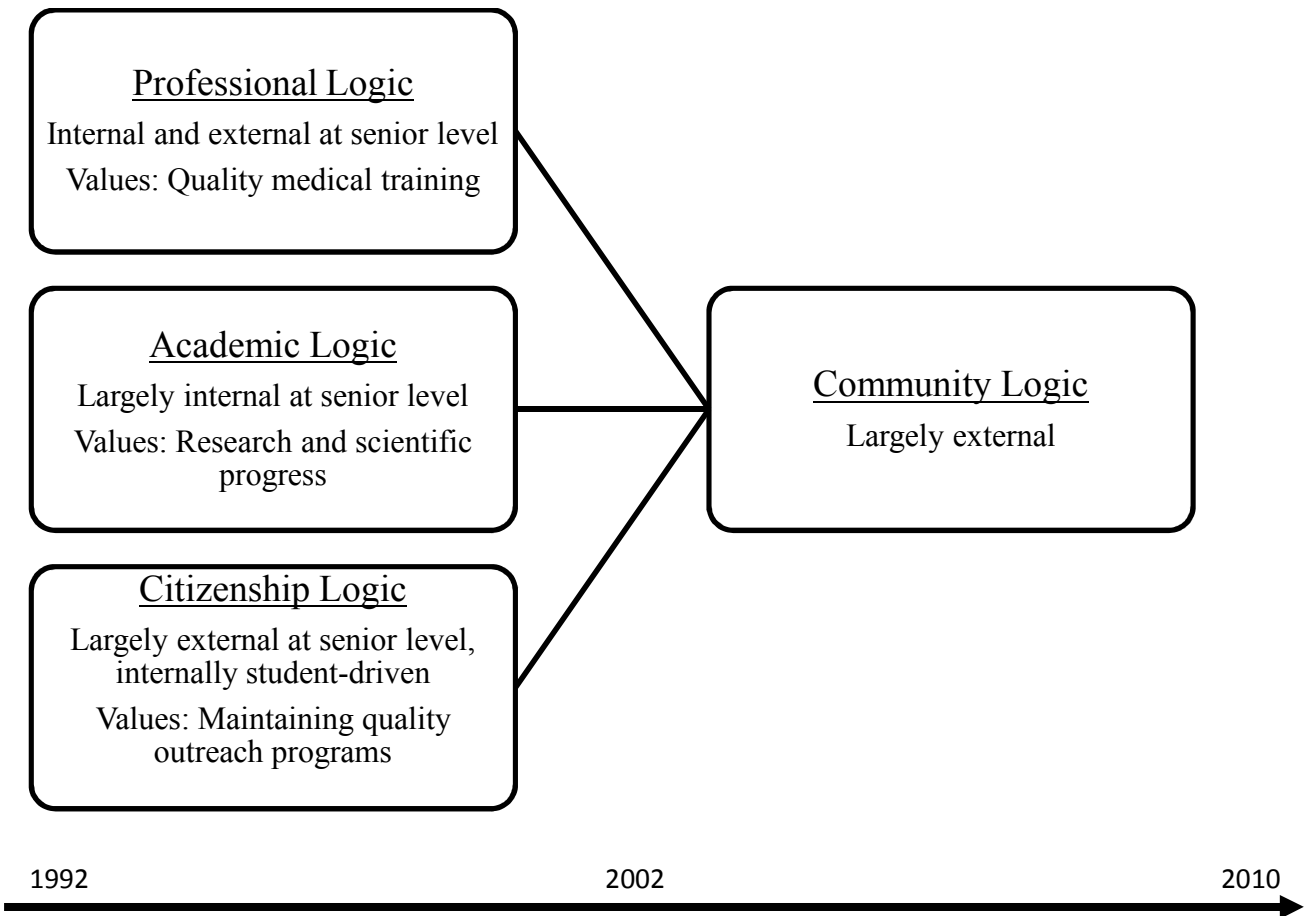 Professional Logic
Internal and external at senior level
Values: Quality medical training
Academic Logic
Largely internal at senior level
Values: Research and scientific
progress
Citizenship Logic
Largely external at senior level,
internally student-driven
Values: Maintaining quality
outreach programs
Community Logic
Largely external
1992
2002
2010